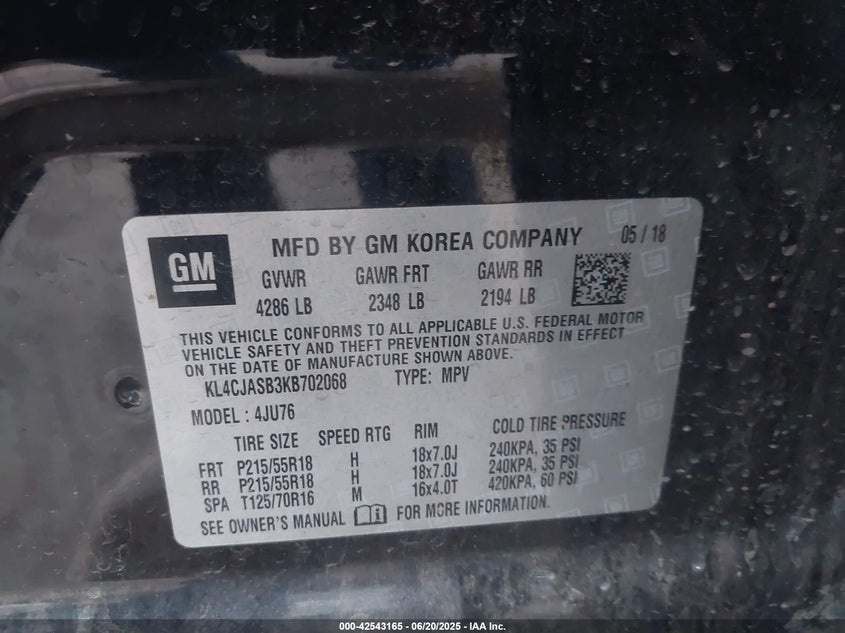 GM
MFD BY GM KOREA COMPANY 05 / 18
GVWR GAWR FRT GAWR RR
4286 LB 2348 LB 2194 LB
THIS VEHICLE CONFORMS TO ALL APPLICABLE U.S. FEDERAL MOTOR
VEHICLE SAFETY AND THEFT PREVENTION STANDARDS IN EFFECT
ON THE DATE OF MANUFACTURE SHOWN ABOVE.
KL4CJASB3KB702068 TYPE: MPV
MODEL : 4JU76
TIRE SIZE SPEED RTG RIM COLD TIRE PRESSURE
FRT P215/55R18 H 18x7.0J 240KPA, 35 PSI
RR P215/55R18 H 18x7.0J 240KPA, 35 PSI
SPA T125/70R16 M 16x4.0T 420KPA, 60 PSI
SEE OWNER'S MANUAL FOR MORE INFORMATION.
000-42543165 - 06/20/2025 - IAA Inc.